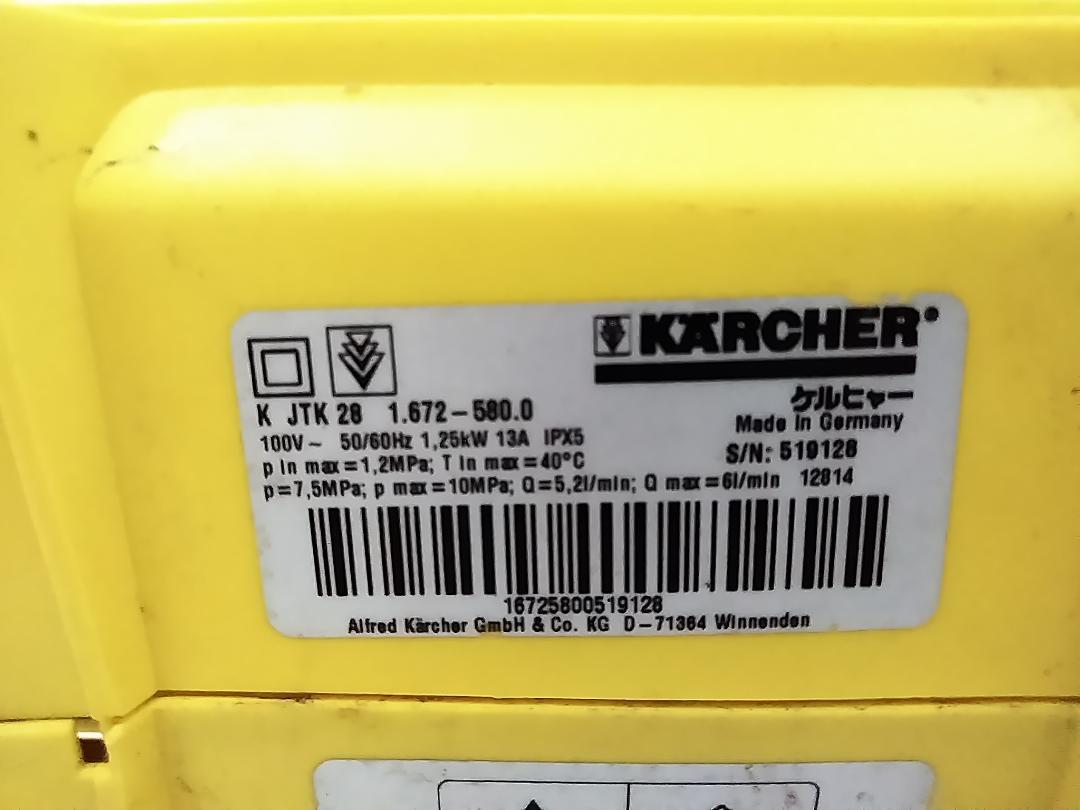 KÄRCHER
ケルヒャー
K JTK 28 1.672-580.0
Made in Germany
100V~ 50/60Hz 1,25kW 13A IPX5
S/N: 519128
p in max=1,2MPa; T in max=40°C
p=7,5MPa; p max=10MPa; Q=5,2l/min; Q max=6l/min 12814
16725800519128
Alfred Kärcher GmbH & Co. KG D-71364 Winnenden